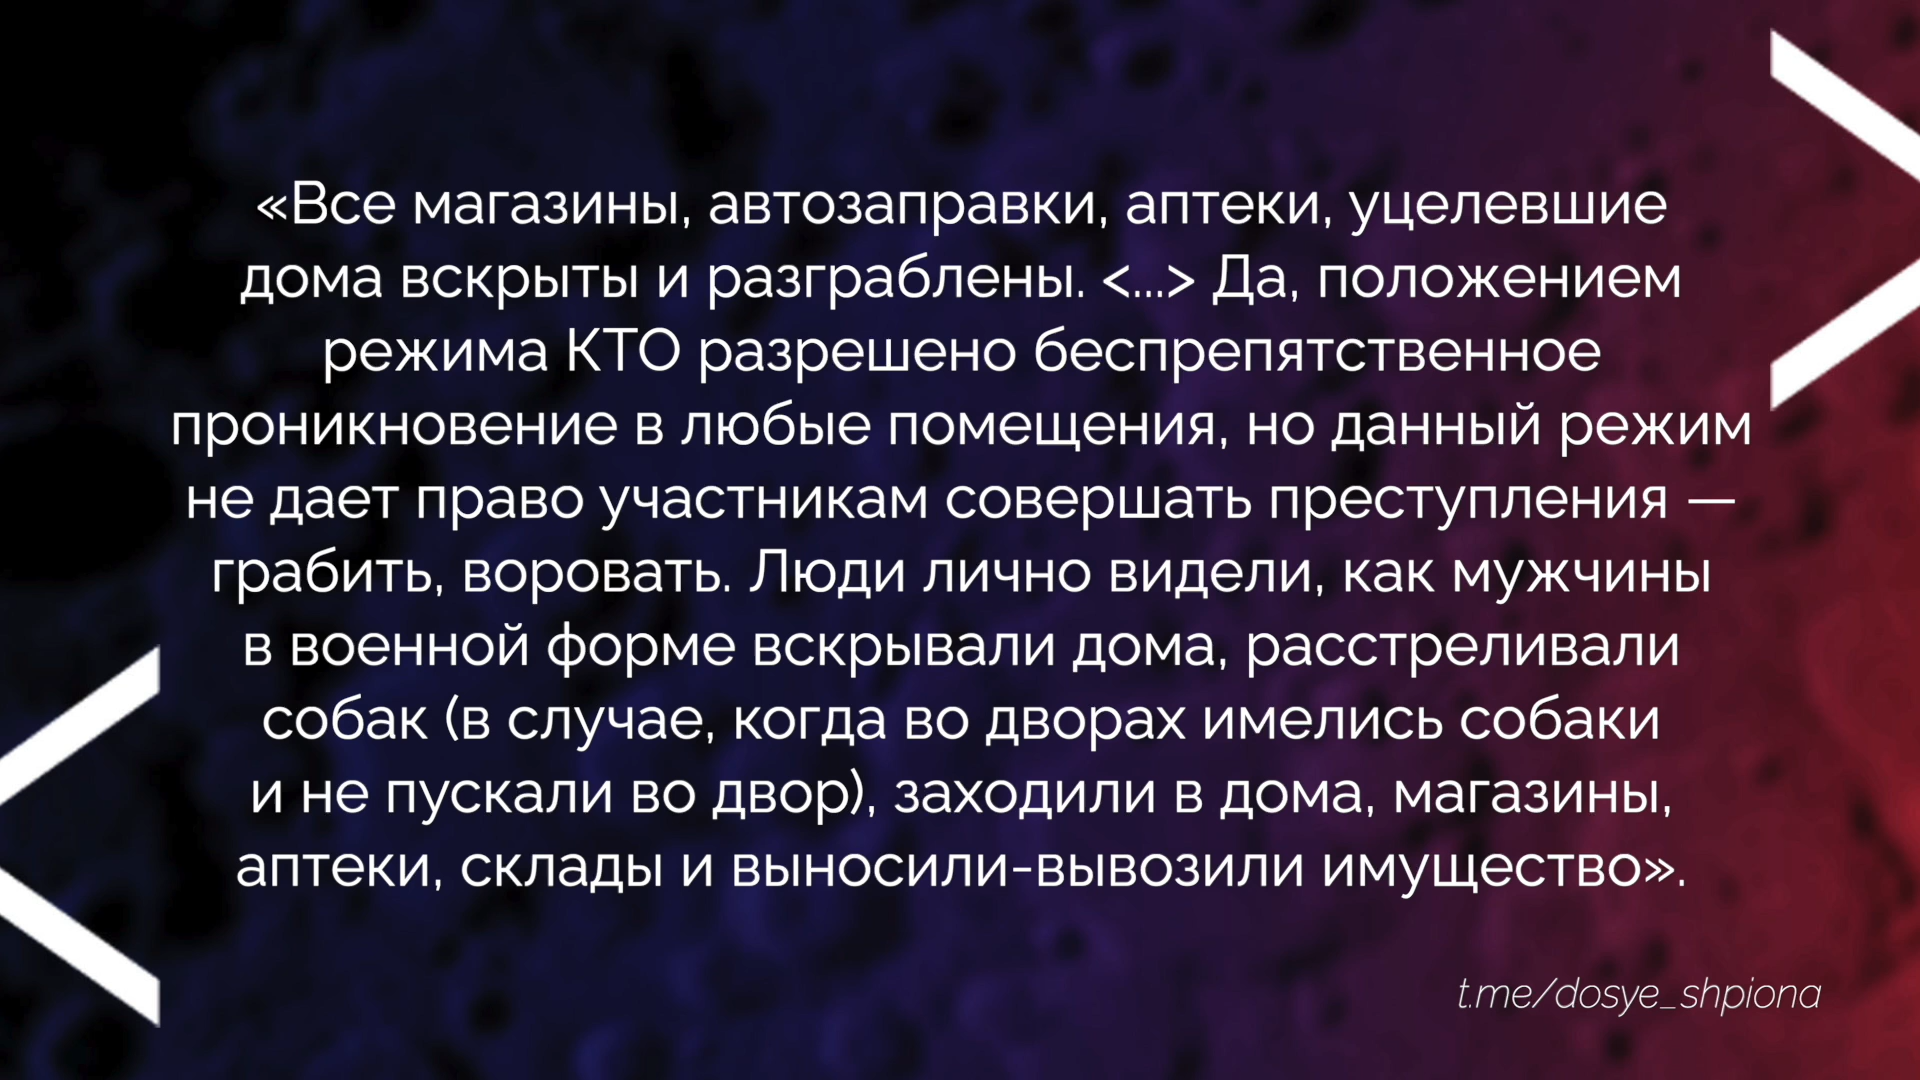 «Все магазины, автозаправки, аптеки, уцелевшие
дома вскрыты и разграблены. <...> Да, положением
режима КТО разрешено беспрепятственное
проникновение в любые помещения, но данный режим
не дает право участникам совершать преступления —
грабить, воровать. Люди лично видели, как мужчины
в военной форме вскрывали дома, расстреливали
собак (в случае, когда во дворах имелись собаки
и не пускали во двор), заходили в дома, магазины,
аптеки, склады и выносили-вывозили имущество».
t.me/dosye_shpiona